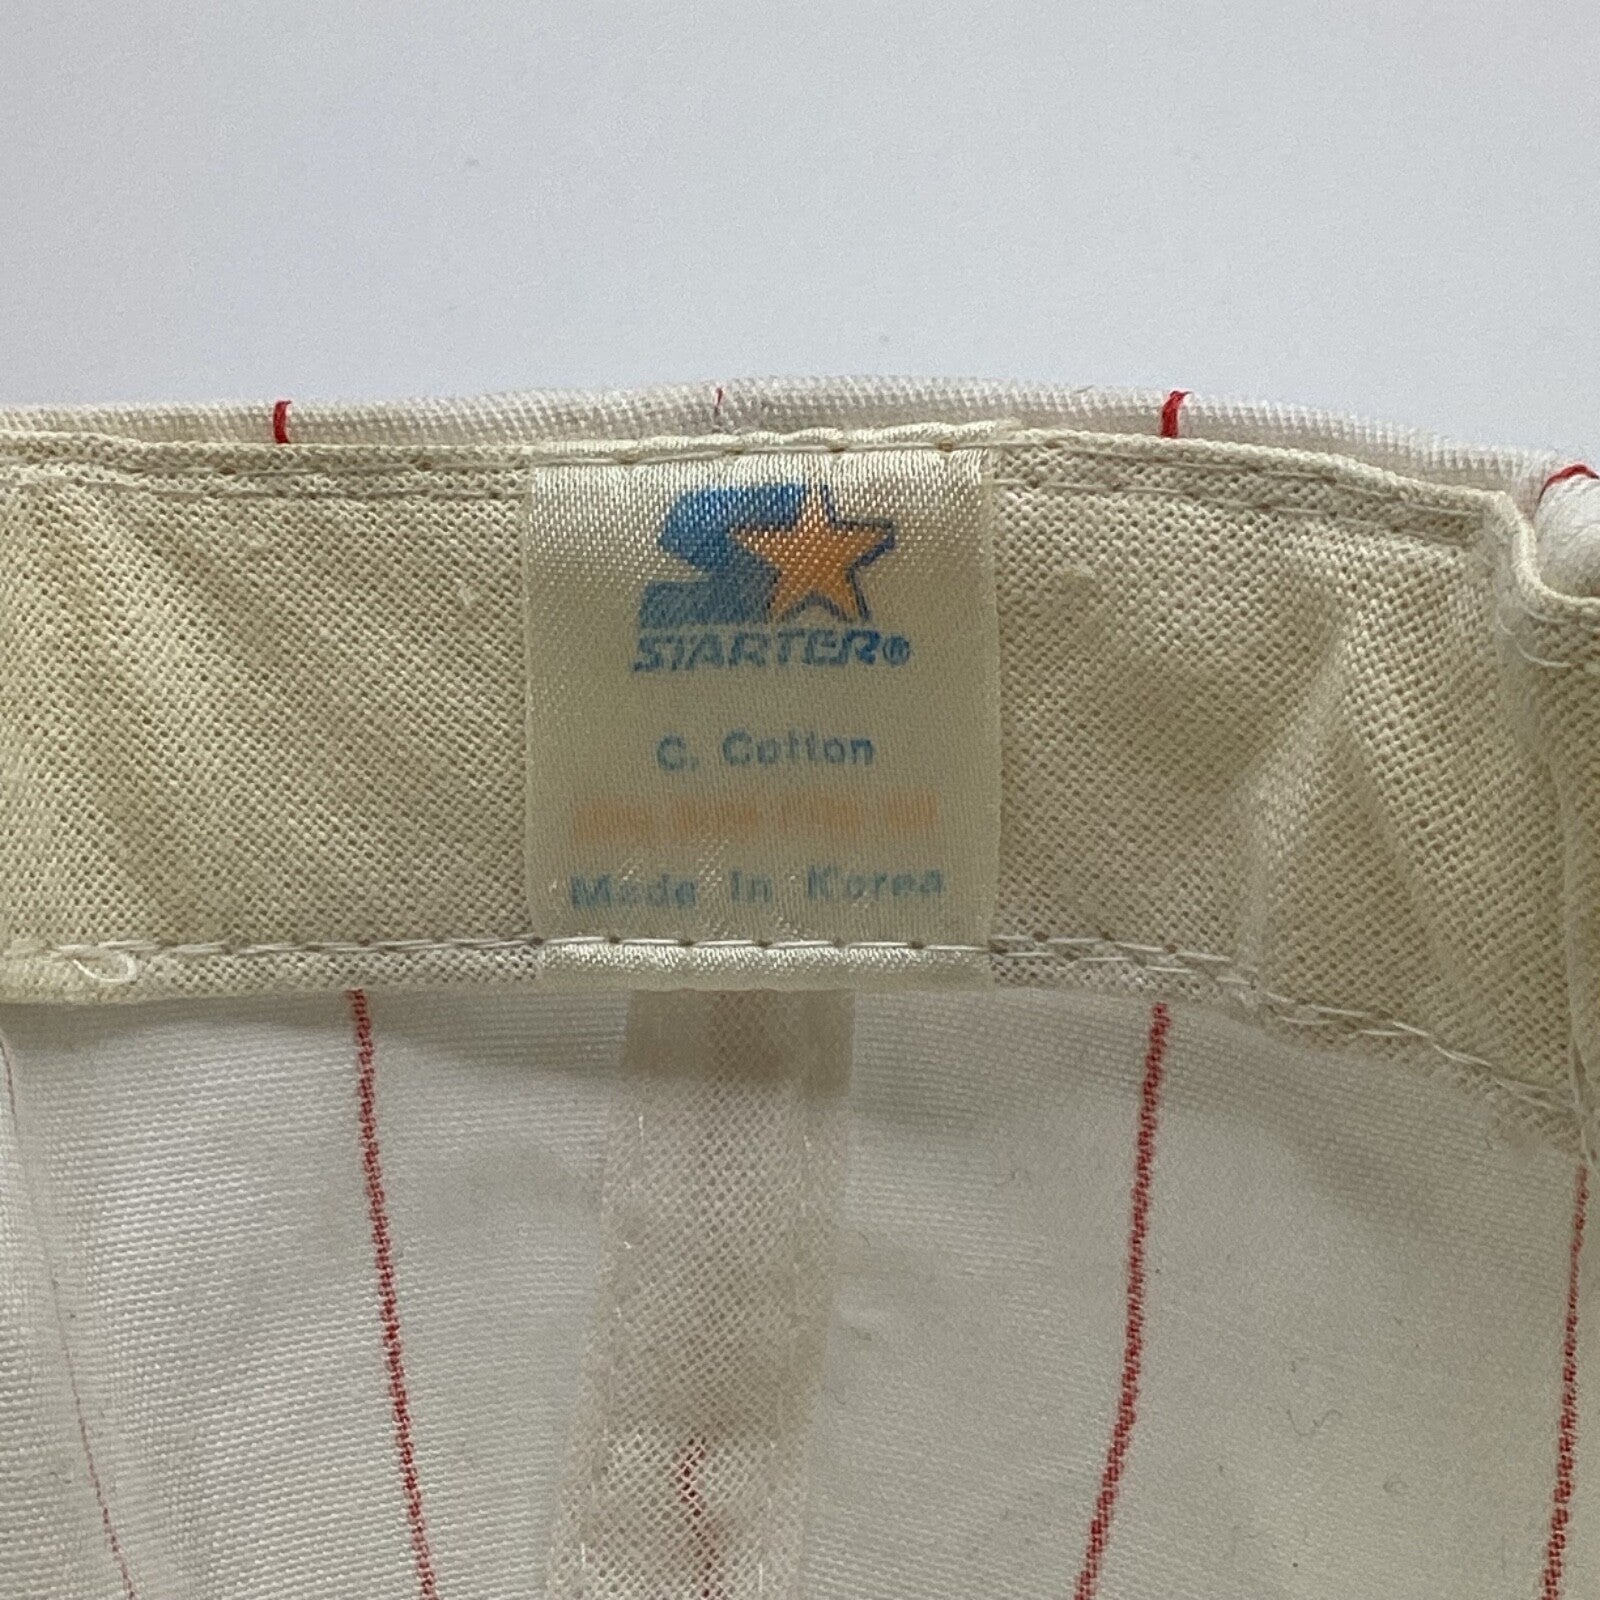 STARTER®
C. Cotton
Made In Korea